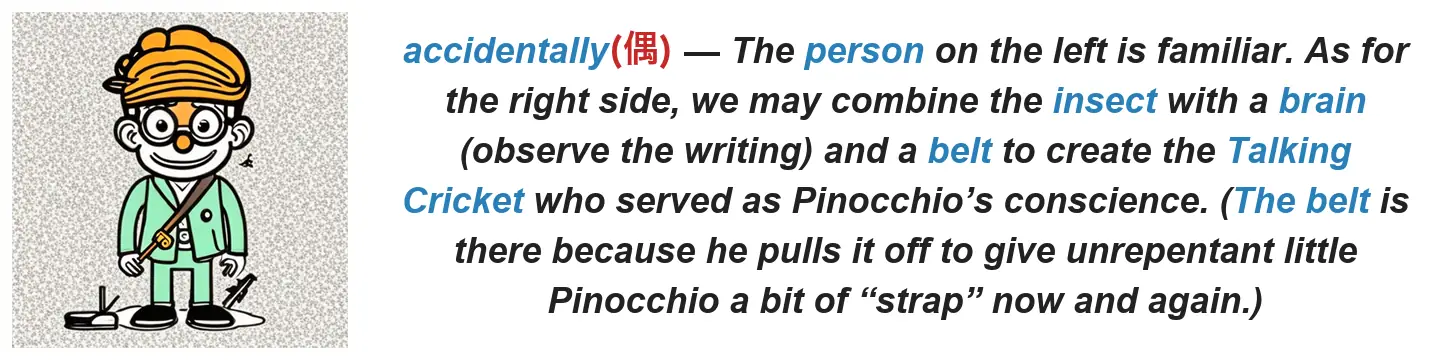 accidentally(偶) — The person on the left is familiar. As for
the right side, we may combine the insect with a brain
(observe the writing) and a belt to create the Talking
Cricket who served as Pinocchio’s conscience. (The belt is
there because he pulls it off to give unrepentant little
Pinocchio a bit of “strap” now and again.)